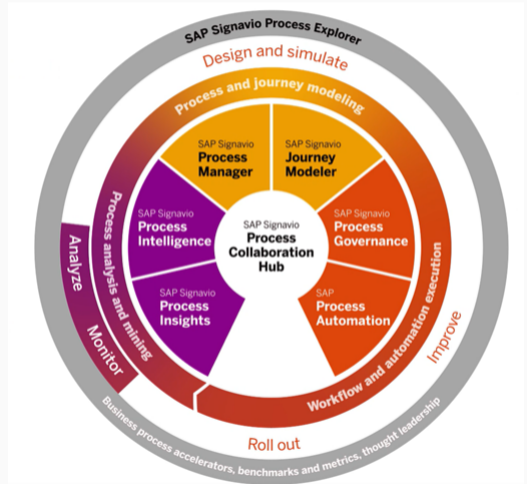 SAP Signavio Process Explorer
Design and simulate
Process and journey modeling
SAP Signavio
Process
Manager
SAP Signavio
Journey
Modeler
SAP Signavio
Process
Intelligence
SAP Signavio
Process
Collaboration
Hub
SAP Signavio
Process
Governance
SAP Signavio
Process
Insights
SAP
Process
Automation
Process analysis and mining
Analyze
Monitor
Workflow and automation execution
Improve
Roll out
Business process accelerators, benchmarks and metrics, thought leadership